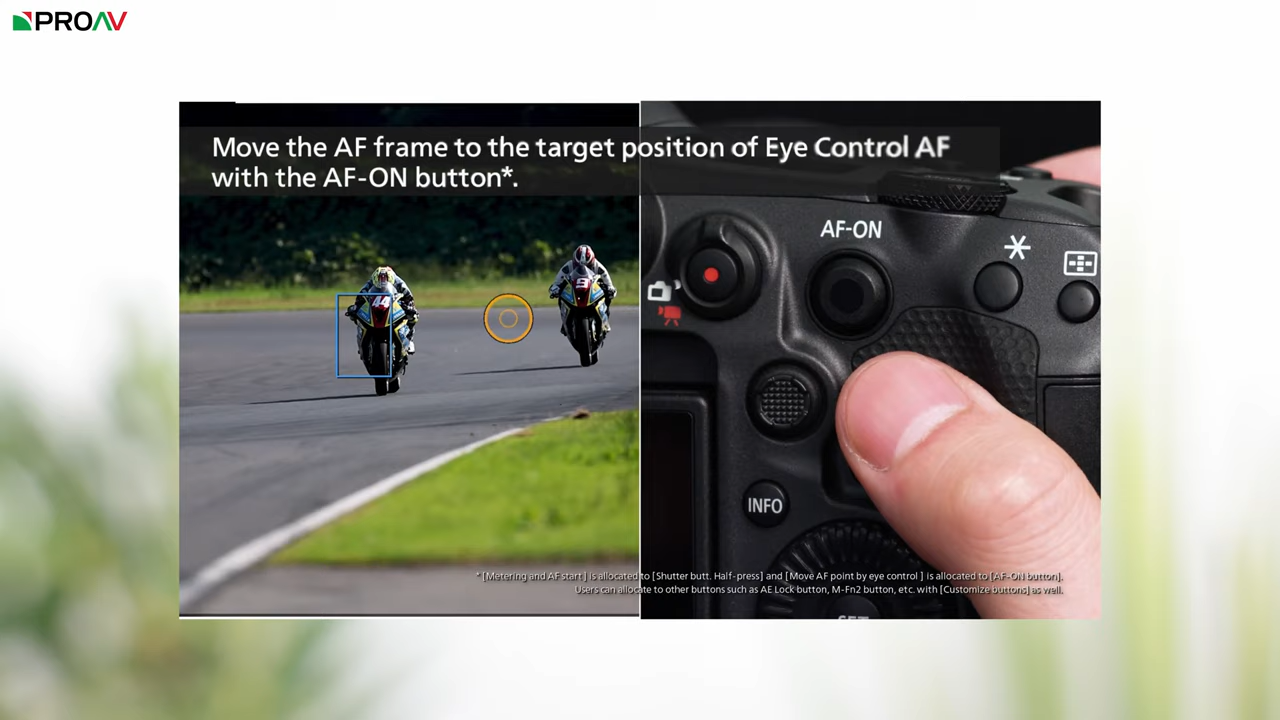 PROAV
Move the AF frame to the target position of Eye Control AF
with the AF-ON button*.
AF-ON
44
INFO
* [Metering and AF start ] is allocated to [Shutter butt. Half-press] and [Move AF point by eye control ] is allocated to [AF-ON button].
Users can allocate to other buttons such as AE Lock button, M-Fn2 button, etc. with [Customize buttons] as well.
SET